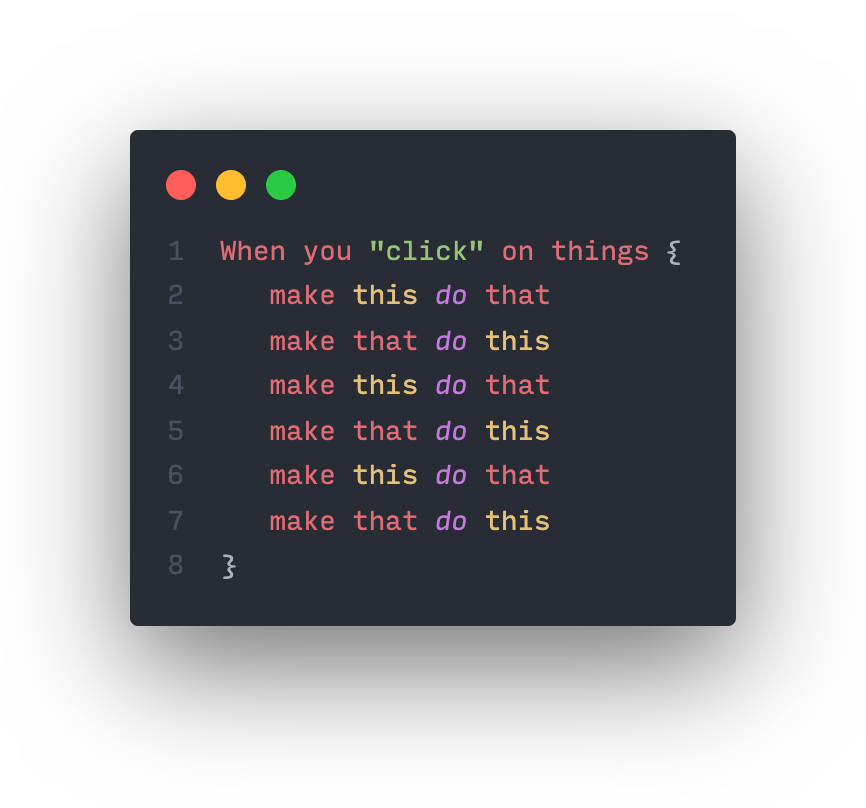 1 When you "click" on things {
2 make this do that
3 make that do this
4 make this do that
5 make that do this
6 make this do that
7 make that do this
8 }